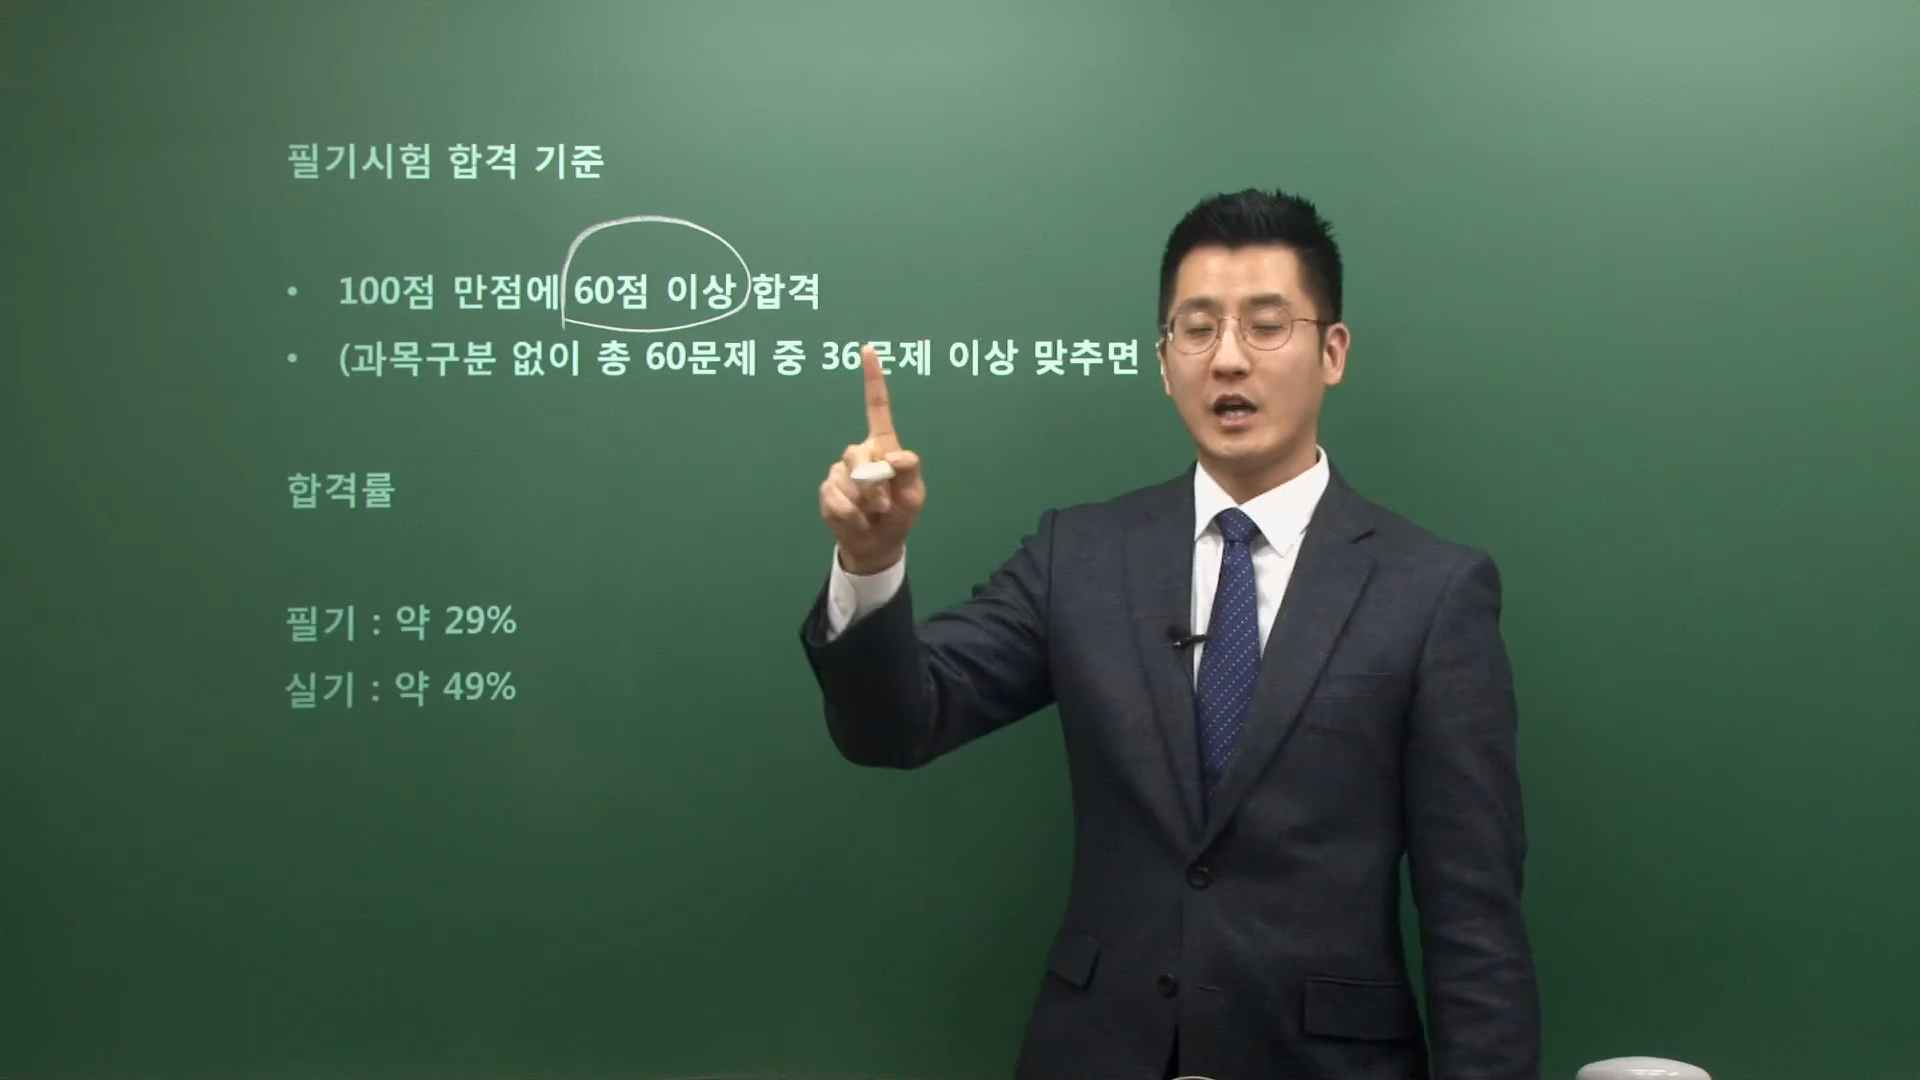 필기시험 합격 기준
• 100점 만점에 60점 이상 합격
• (과목구분 없이 총 60문제 중 36문제 이상 맞추면
합격률
필기 : 약 29%
실기 : 약 49%